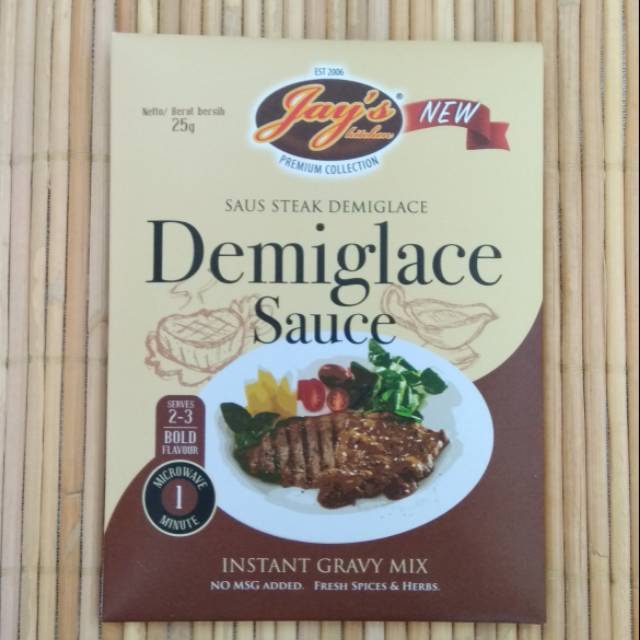 EST 2006
Jay's®
kitchen
NEW
PREMIUM COLLECTION
Netto/ Berat bersih
25g
SAUS STEAK DEMIGLACE
Demiglace
Sauce
SERVES
2-3
BOLD
FLAVOUR
MICROWAVE
1
MINUTE
INSTANT GRAVY MIX
NO MSG ADDED. FRESH SPICES & HERBS.